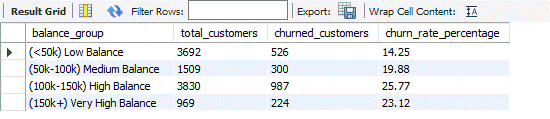 Result Grid Filter Rows: Export: Wrap Cell Content:
balance_group total_customers churned_customers churn_rate_percentage
(<50k) Low Balance 3692 526 14.25
(50k-100k) Medium Balance 1509 300 19.88
(100k-150k) High Balance 3830 987 25.77
(150k+) Very High Balance 969 224 23.12